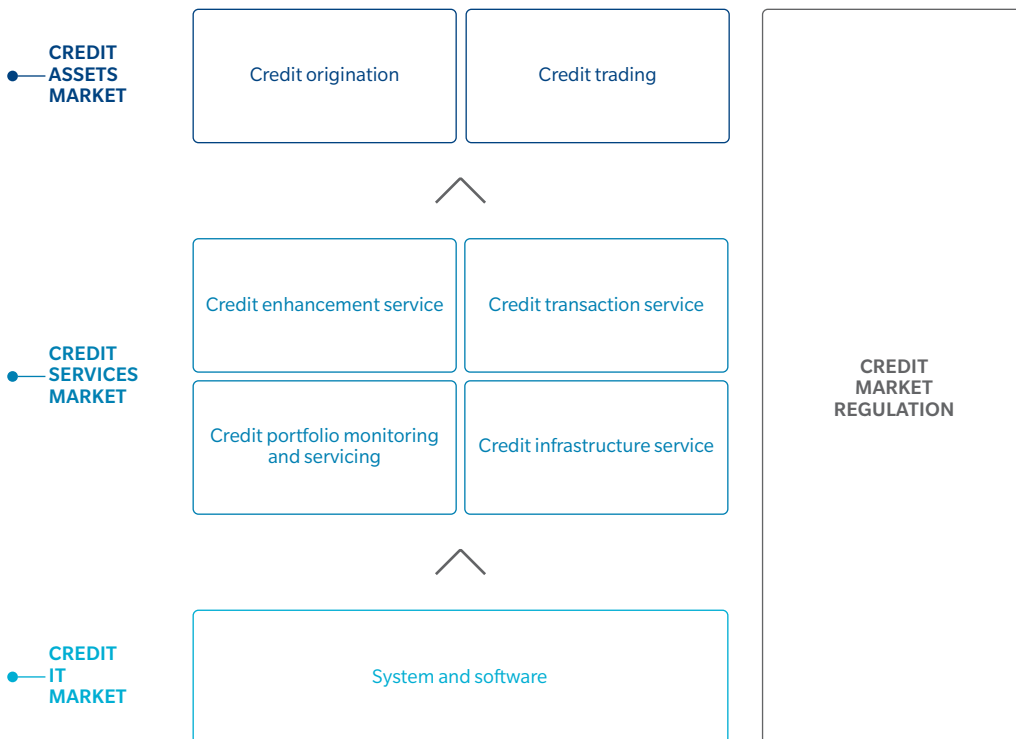 CREDIT
ASSETS
MARKET
Credit origination
Credit trading
Credit enhancement service
Credit transaction service
CREDIT
SERVICES
MARKET
Credit portfolio monitoring
and servicing
Credit infrastructure service
CREDIT
MARKET
REGULATION
CREDIT
IT
MARKET
System and software